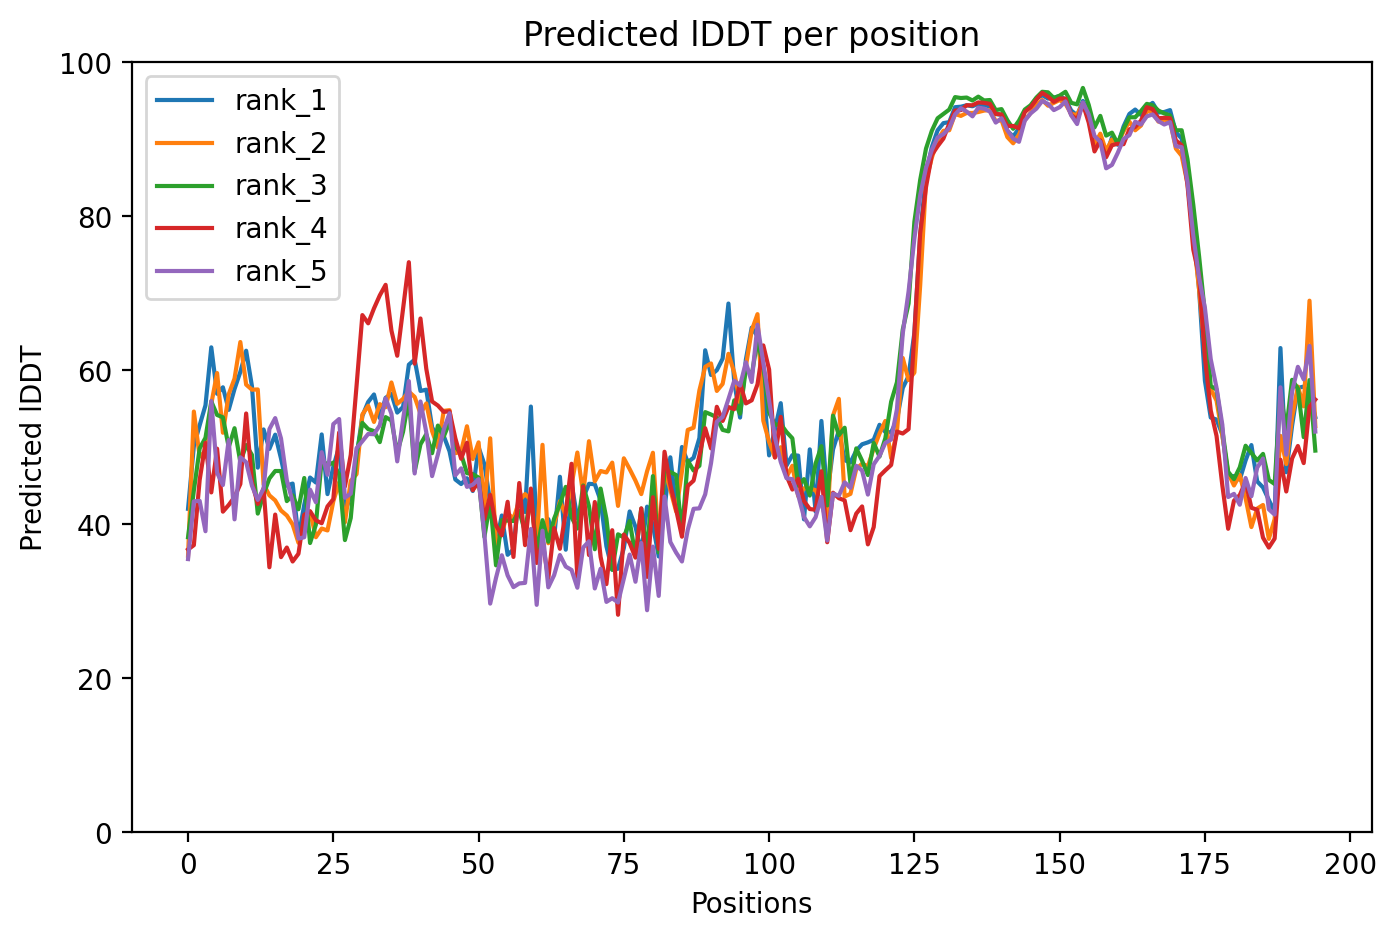 Predicted lDDT per position
100
80
60
40
20
0
Predicted lDDT
rank_1
rank_2
rank_3
rank_4
rank_5
0 25 50 75 100 125 150 175 200
Positions